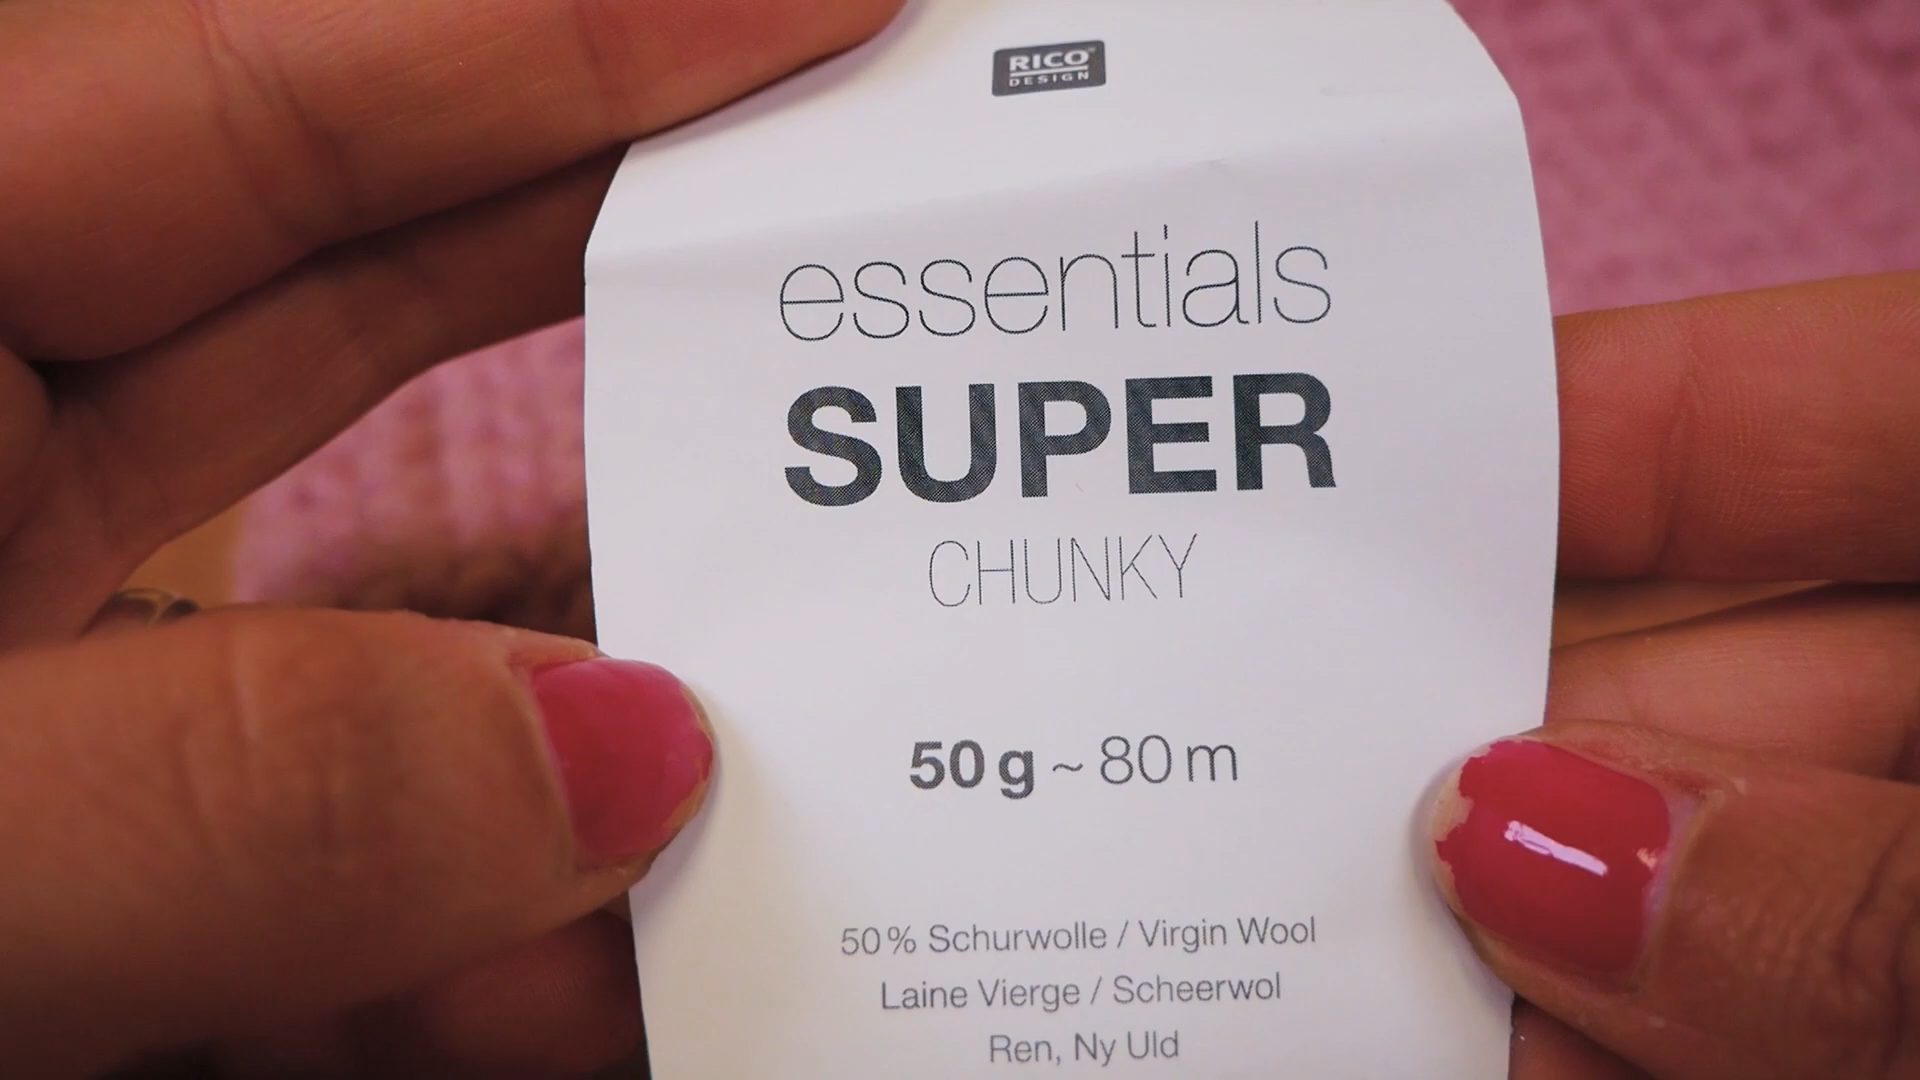 RICO
DESIGN
essentials
SUPER
CHUNKY
50 g ~ 80 m
50 % Schurwolle / Virgin Wool
Laine Vierge / Scheerwol
Ren, Ny Uld